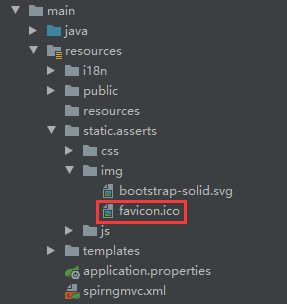 main
java
resources
i18n
public
resources
static.asserts
css
img
bootstrap-solid.svg
favicon.ico
js
templates
application.properties
spirngmvc.xml